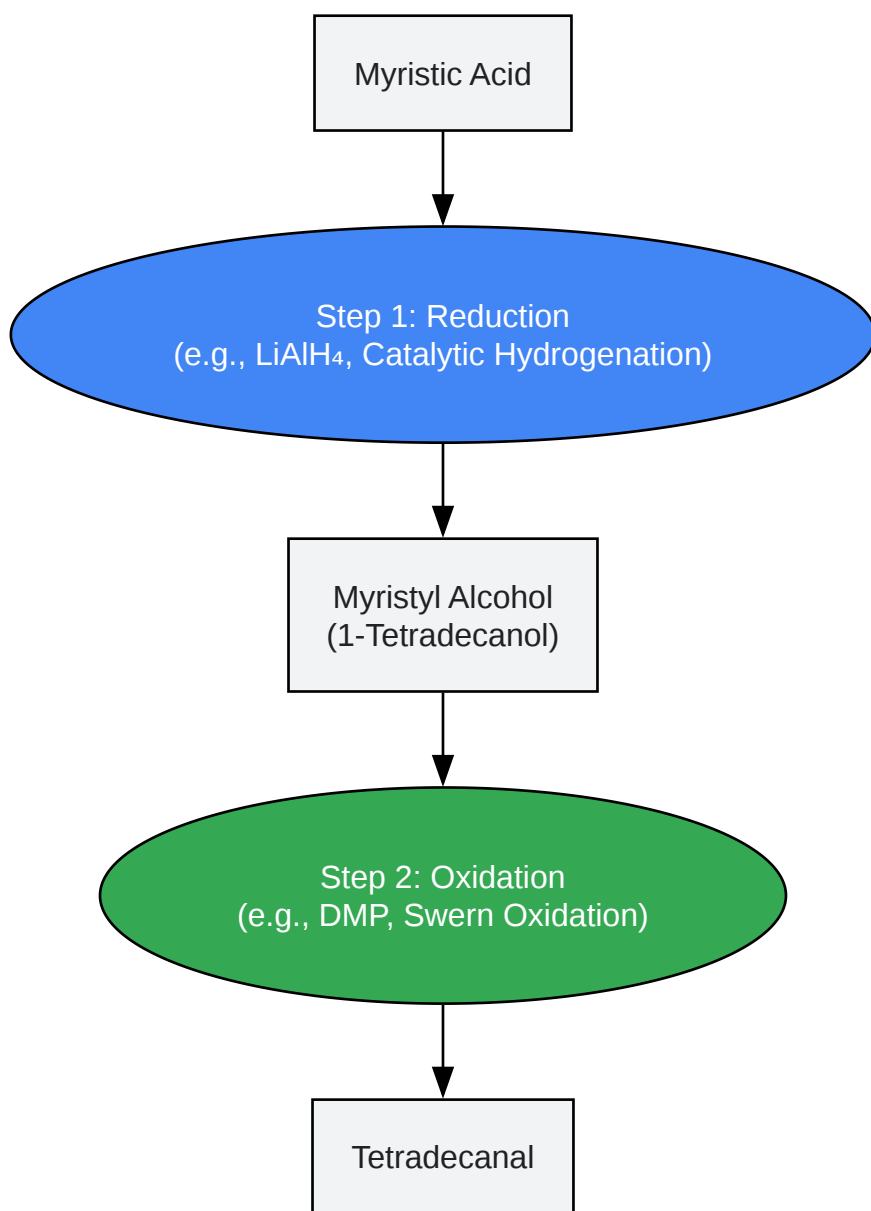 Myristic Acid
Step 1: Reduction
(e.g., LiAlH₄, Catalytic Hydrogenation)
Myristyl Alcohol
(1-Tetradecanol)
Step 2: Oxidation
(e.g., DMP, Swern Oxidation)
Tetradecanal